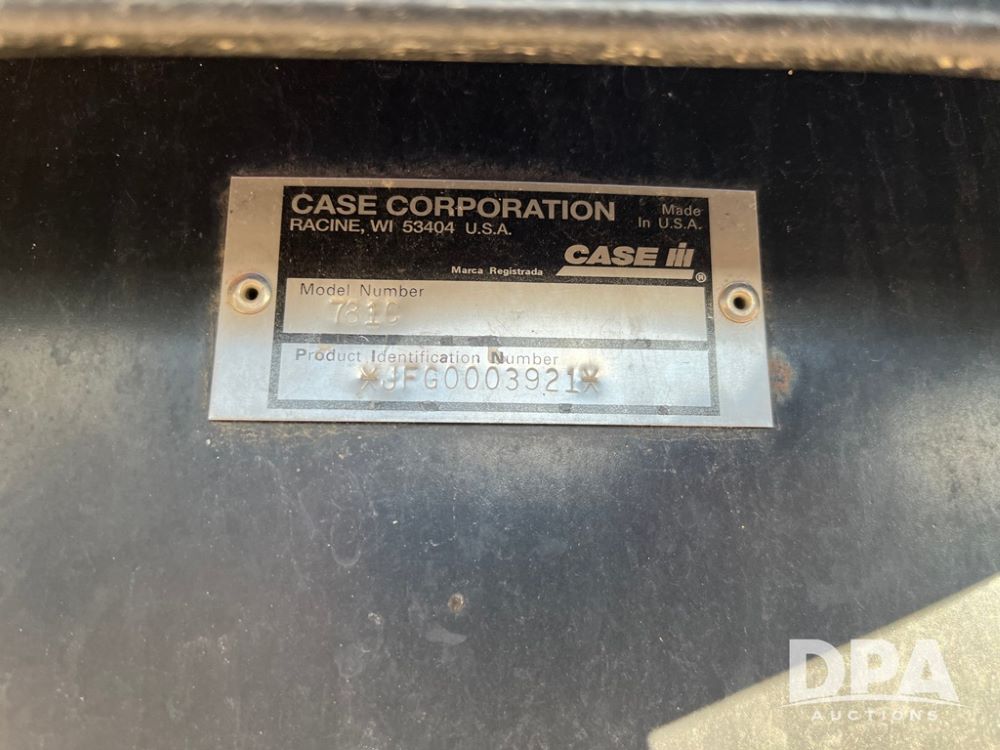 CASE CORPORATION
RACINE, WI 53404 U.S.A.
Made
In U.S.A.
CASE IH
®
Marca Registrada
Model Number
Product Identification Number
*JFG0003921*
DPA
AUCTIONS